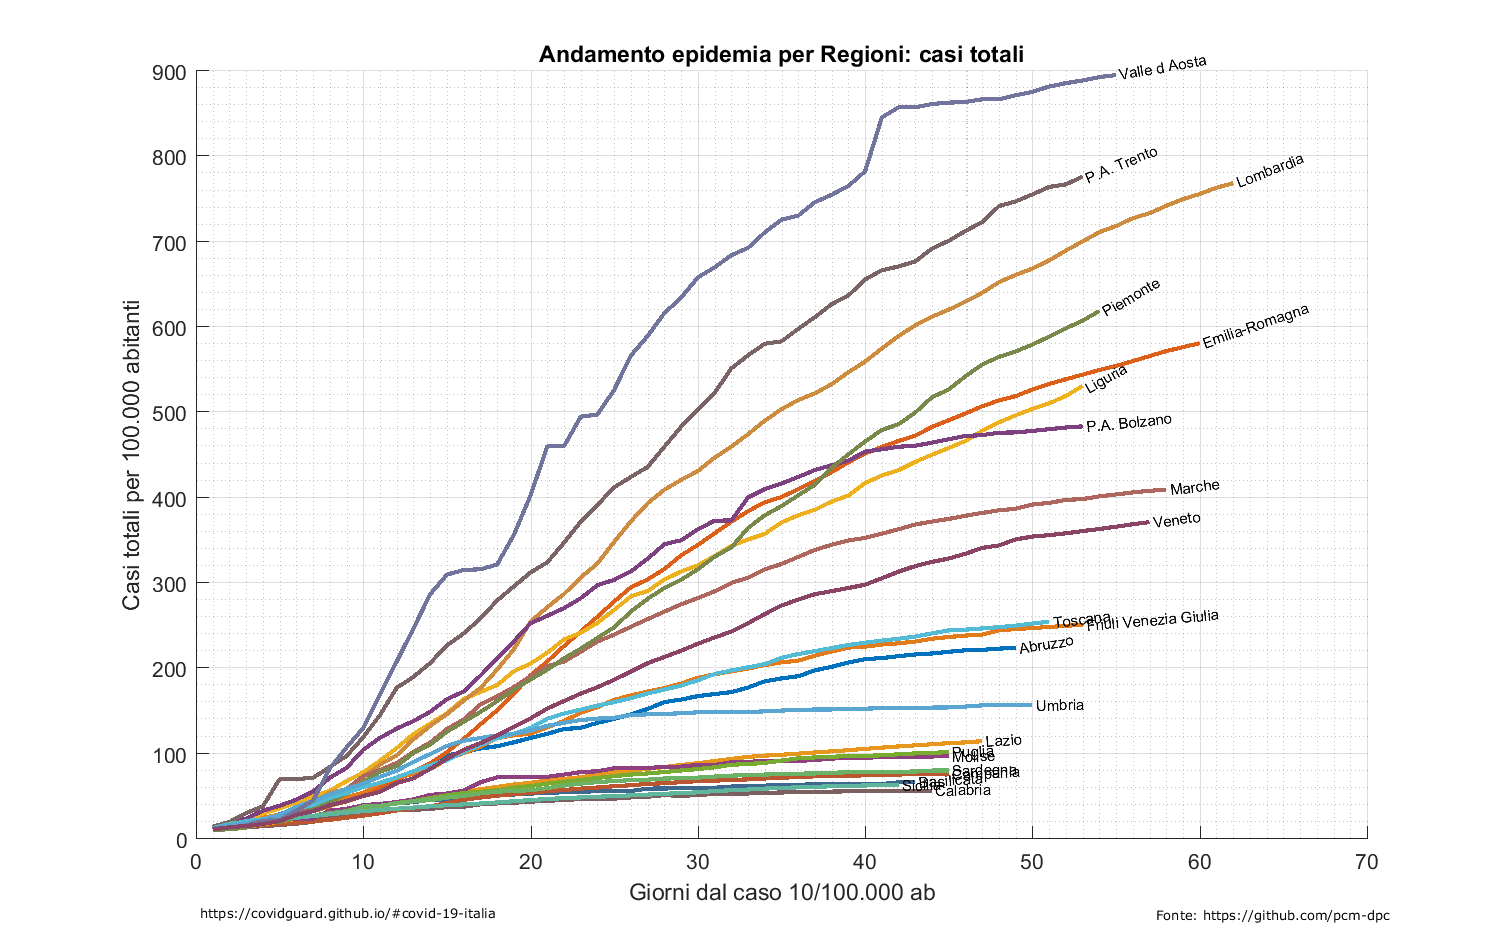 Andamento epidemia per Regioni: casi totali
900
800
700
600
500
400
300
200
100
0
Casi totali per 100.000 abitanti
Valle d Aosta
P.A. Trento
Lombardia
Piemonte
Emilia-Romagna
Liguria
P.A. Bolzano
Marche
Veneto
Toscana
Friuli Venezia Giulia
Abruzzo
Umbria
Lazio
Puglia
Molise
Sardegna
Campania
Basilicata
Sicilia
Calabria
0 10 20 30 40 50 60 70
Giorni dal caso 10/100.000 ab
https://covidguard.github.io/#covid-19-italia
Fonte: https://github.com/pcm-dpc